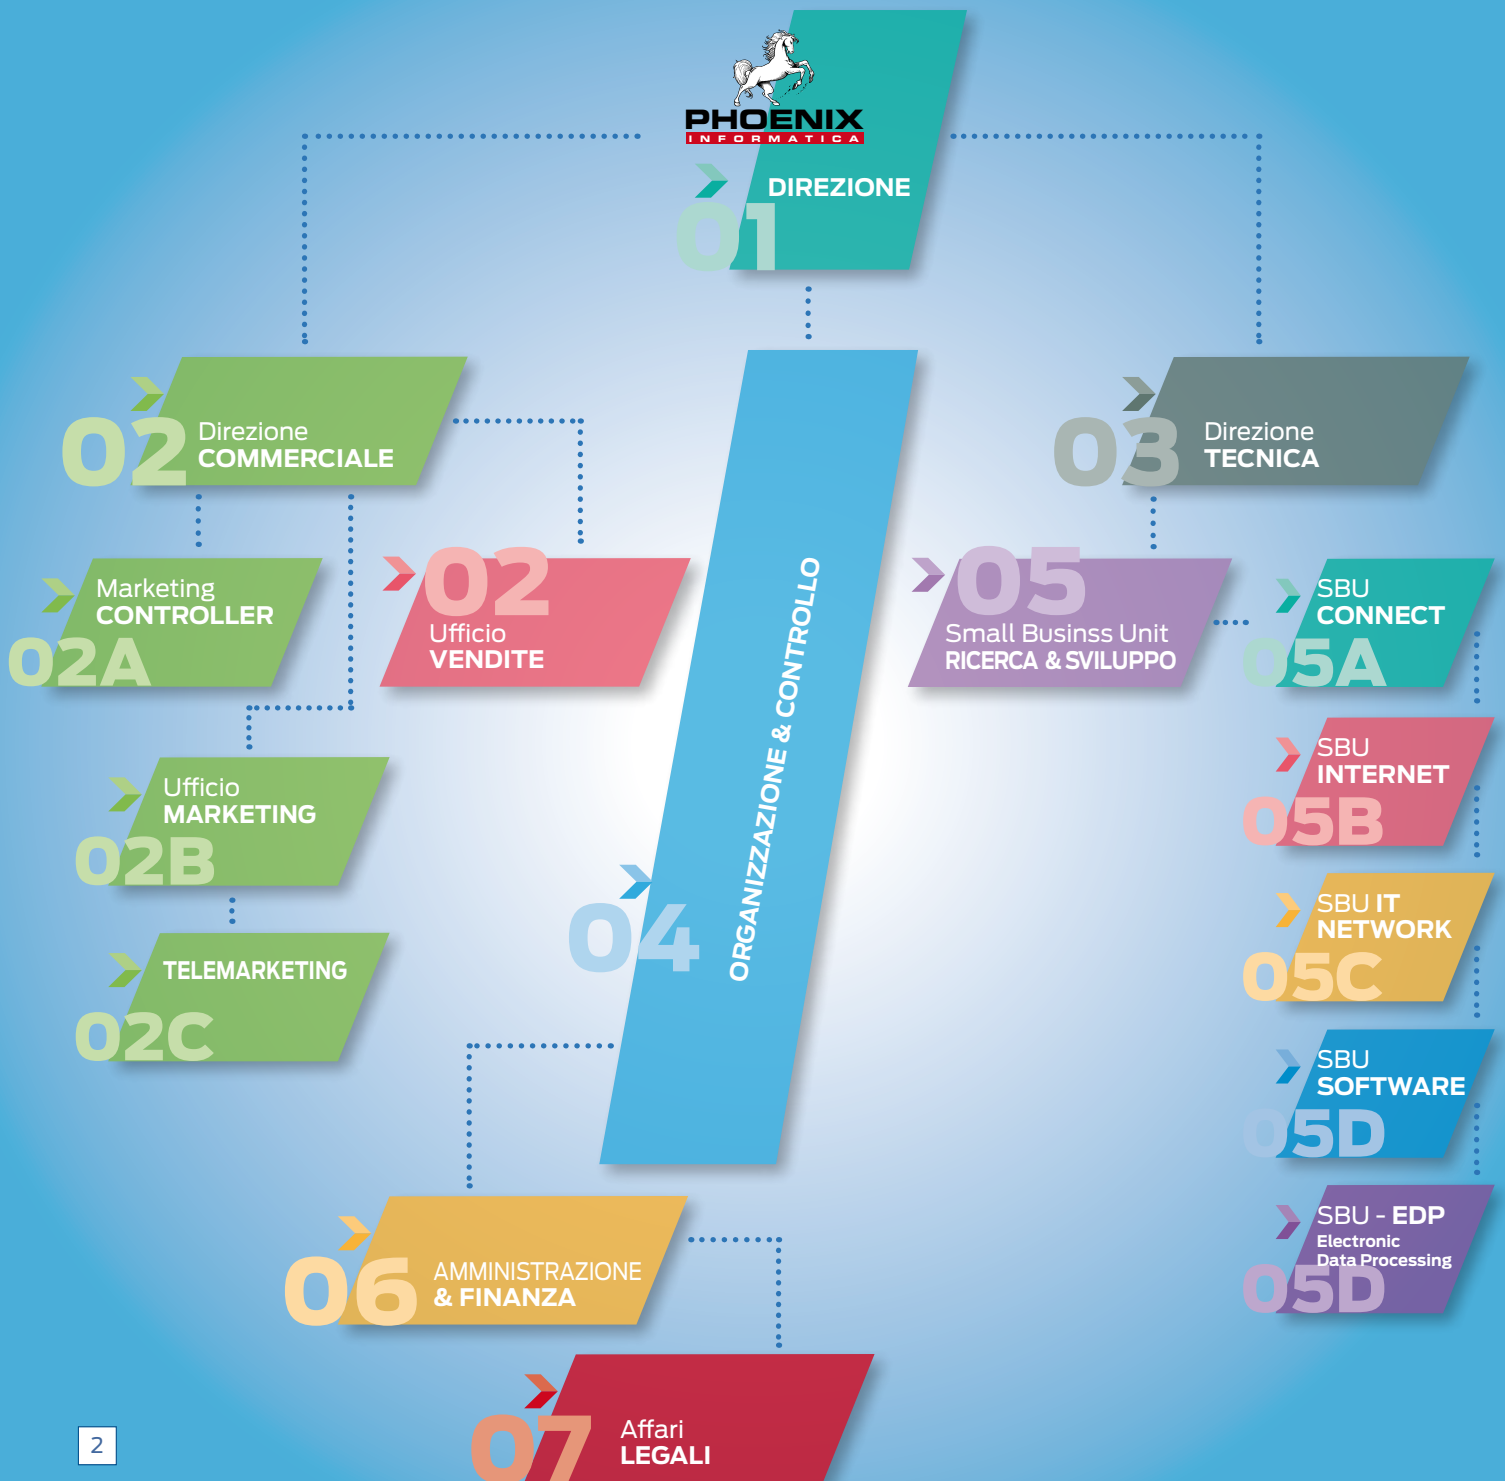 PHOENIX
INFORMATICA
DIREZIONE
01
02
Direzione
COMMERCIALE
03
Direzione
TECNICA
Marketing
CONTROLLER
02A
02
Ufficio
VENDITE
ORGANIZZAZIONE & CONTROLLO
04
05
Small Businss Unit
RICERCA & SVILUPPO
SBU
CONNECT
05A
Ufficio
MARKETING
02B
SBU
INTERNET
05B
TELEMARKETING
02C
SBU IT
NETWORK
05C
SBU
SOFTWARE
05D
SBU - EDP
Electronic
Data Processing
05D
06
AMMINISTRAZIONE
& FINANZA
07
Affari
LEGALI
2